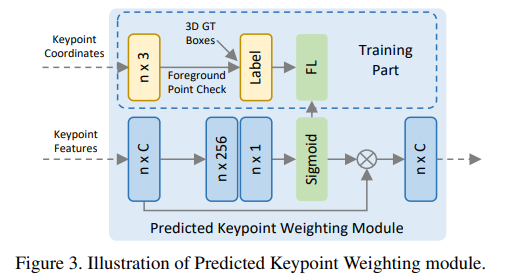 Keypoint
Coordinates
n x 3
3D GT
Boxes
Foreground
Point Check
Label
FL
Training
Part
Keypoint
Features
n x C
n x 256
n x 1
Sigmoid
n x C
Predicted Keypoint Weighting Module
Figure 3. Illustration of Predicted Keypoint Weighting module.